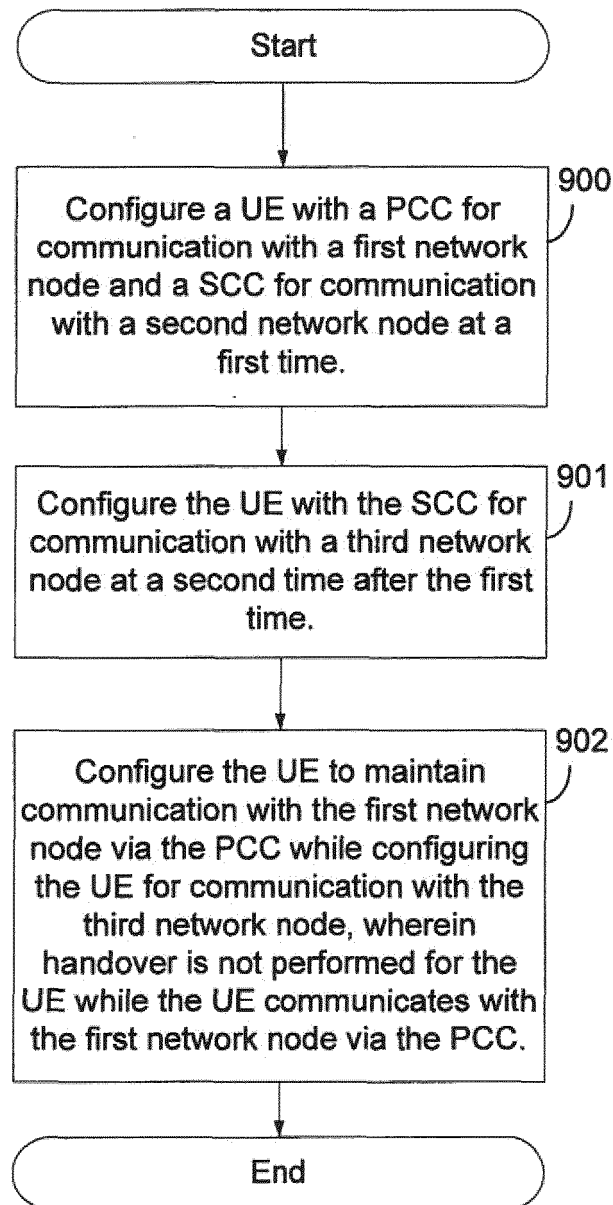 Start
900
Configure a UE with a PCC for
communication with a first network
node and a SCC for communication
with a second network node at a
first time.
901
Configure the UE with the SCC for
communication with a third network
node at a second time after the first
time.
902
Configure the UE to maintain
communication with the first network
node via the PCC while configuring
the UE for communication with the
third network node, wherein
handover is not performed for the
UE while the UE communicates with
the first network node via the PCC.
End